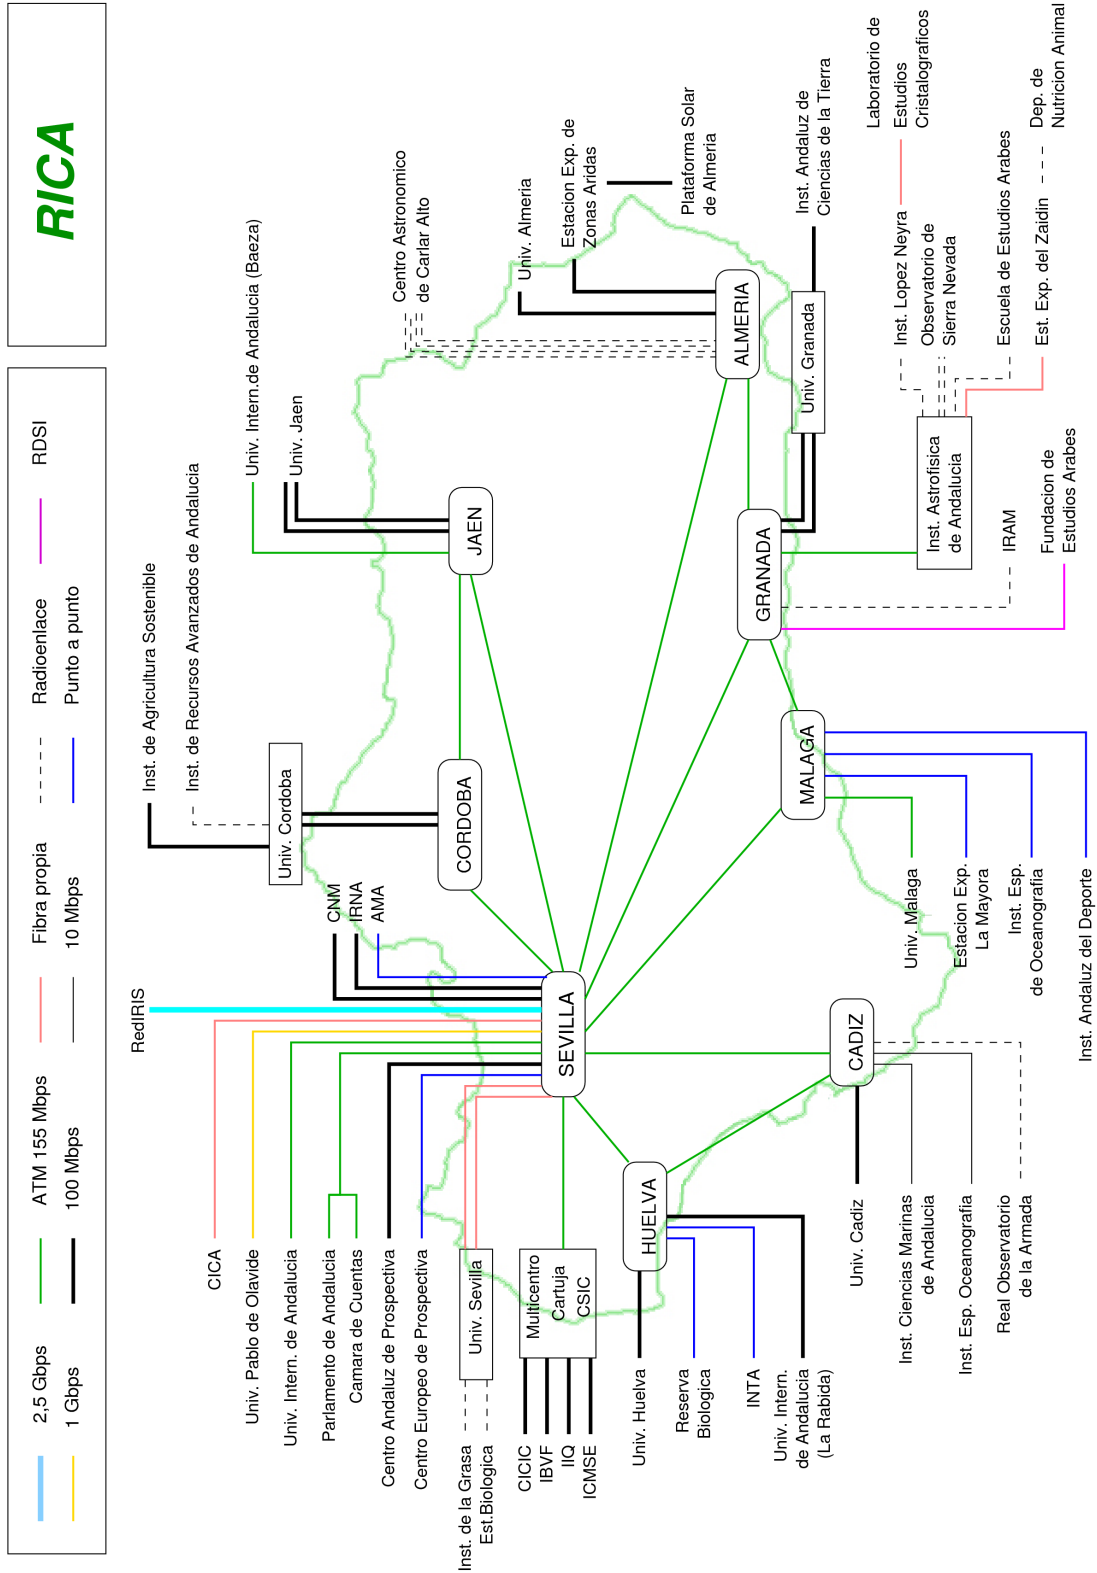 2,5 Gbps
ATM 155 Mbps
Fibra propia
Radioenlace
RDSI
1 Gbps
100 Mbps
10 Mbps
Punto a punto
RICA
RedIRIS
CICA
Univ. Pablo de Olavide
Univ. Intern. de Andalucia
Parlamento de Andalucia
Camara de Cuentas
Centro Andaluz de Prospectiva
Centro Europeo de Prospectiva
Univ. Sevilla
Inst. de la Grasa
Est.Biologica
Multicentro
Cartuja
CSIC
CICIC
IBVF
IIQ
ICMSE
CNM
IRNA
AMA
SEVILLA
Inst. de Agricultura Sostenible
Inst. de Recursos Avanzados de Andalucia
Univ. Cordoba
CORDOBA
Univ. Intern.de Andalucia (Baeza)
Univ. Jaen
JAEN
Centro Astronomico
de Carlar Alto
Univ. Almeria
Estacion Exp. de
Zonas Aridas
Plataforma Solar
de Almeria
ALMERIA
Univ. Granada
Inst. Andaluz de
Ciencias de la Tierra
GRANADA
Inst. Astrofisica
de Andalucia
Inst. Lopez Neyra
Laboratorio de
Estudios
Cristalograficos
Observatorio de
Sierra Nevada
Escuela de Estudios Arabes
Est. Exp. del Zaidin
Dep. de
Nutricion Animal
IRAM
Fundacion de
Estudios Arabes
MALAGA
Univ. Malaga
Estacion Exp.
La Mayora
Inst. Esp.
de Oceanografia
Inst. Andaluz del Deporte
CADIZ
Univ. Cadiz
Inst. Ciencias Marinas
de Andalucia
Inst. Esp. Oceanografia
Real Observatorio
de la Armada
HUELVA
Univ. Huelva
Reserva
Biologica
INTA
Univ. Intern.
de Andalucia
(La Rabida)